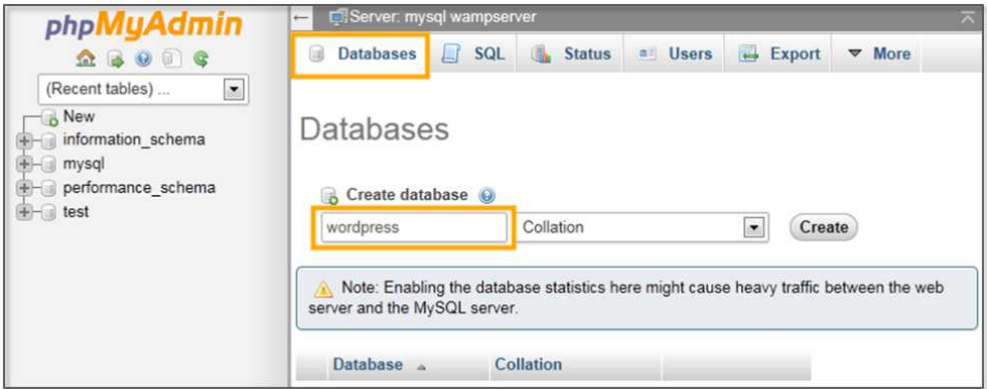 phpMyAdmin
(Recent tables) ...
New
information_schema
mysql
performance_schema
test
Server: mysql wampserver
Databases SQL Status Users Export More
Databases
Create database
wordpress Collation Create
Note: Enabling the database statistics here might cause heavy traffic between the web
server and the MySQL server.
Database Collation